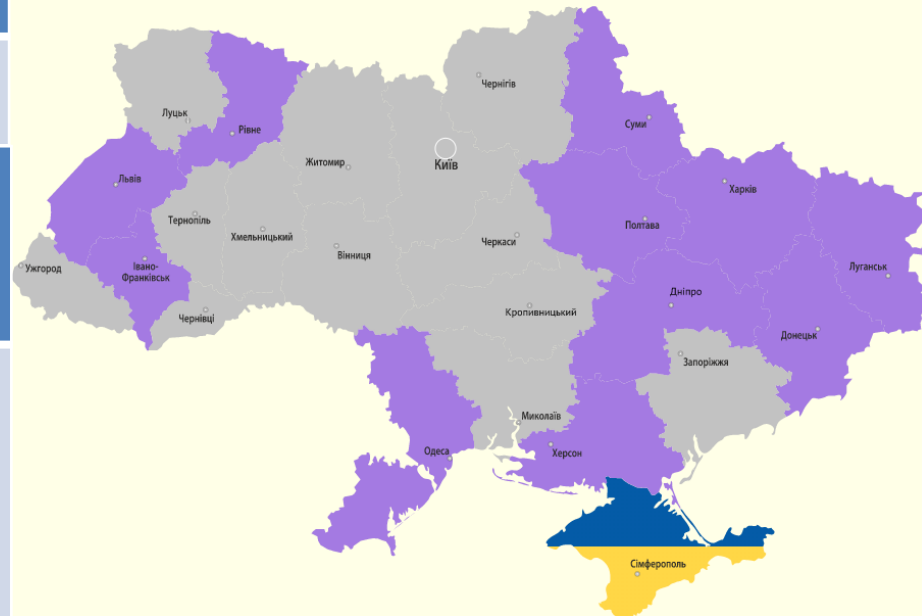 Чернігів
Луцьк
Суми
Рівне
Житомир
Київ
Львів
Харків
Тернопіль
Полтава
Хмельницький
Черкаси
Вінниця
Ужгород
Івано-
Франківськ
Луганськ
Дніпро
Чернівці
Кропивницький
Донецьк
Запоріжжя
Миколаїв
Одеса
Херсон
Сімферополь